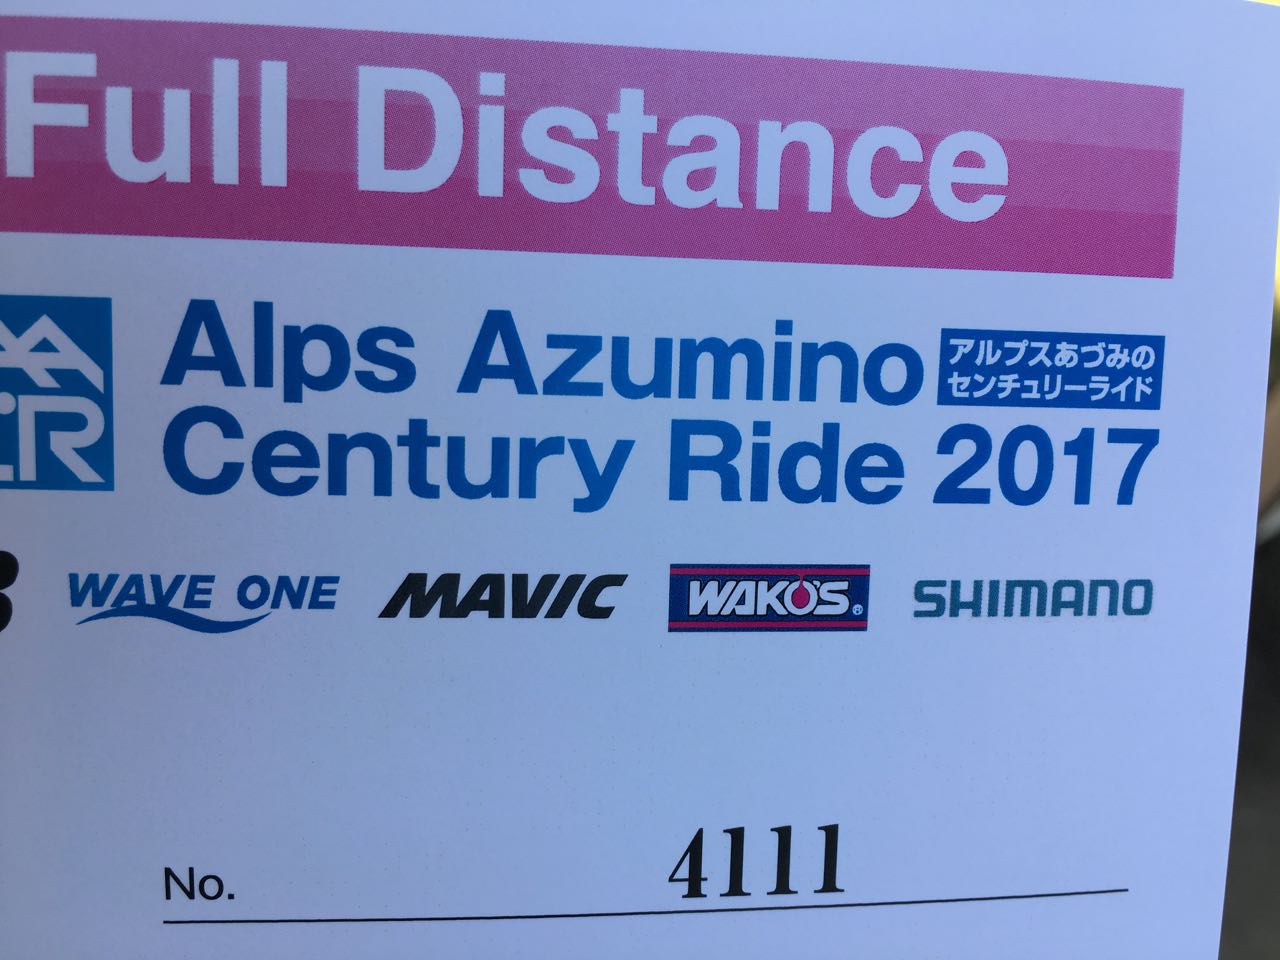 Full Distance
Alps Azumino
Century Ride 2017
アルプスあづみの
センチュリーライド
WAVE ONE
MAVIC
WAKO'S®
SHIMANO
No. 4111